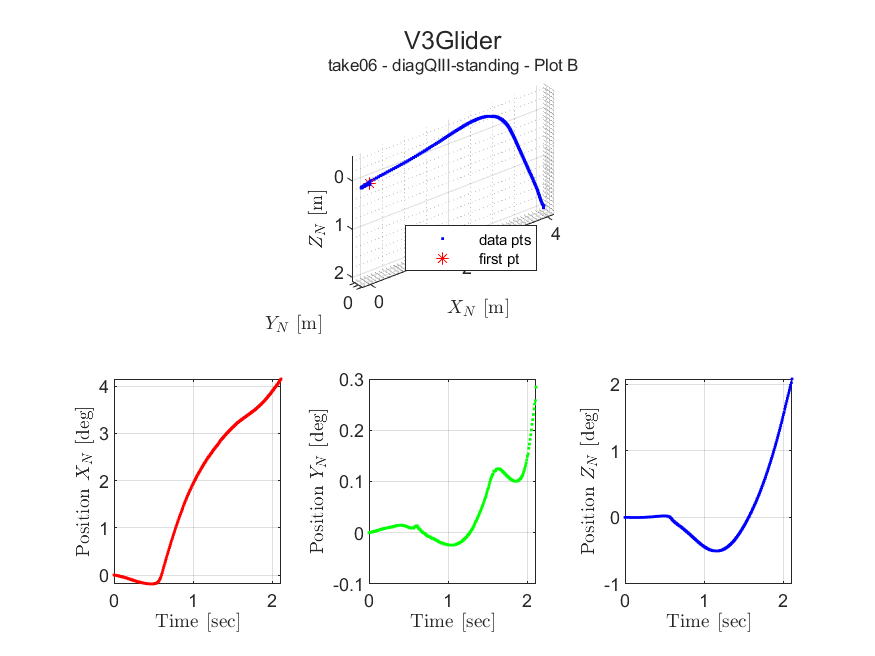 V3Glider
take06 - diagQIII-standing - Plot B
0
1
2
Z_N [m]
data pts
first pt
4
0
0
X_N [m]
Y_N [m]
4
3
2
1
0
Position X_N [deg]
0
1
2
Time [sec]
0.3
0.2
0.1
0
-0.1
Position Y_N [deg]
0
1
2
Time [sec]
2
1
0
-1
Position Z_N [deg]
0
1
2
Time [sec]